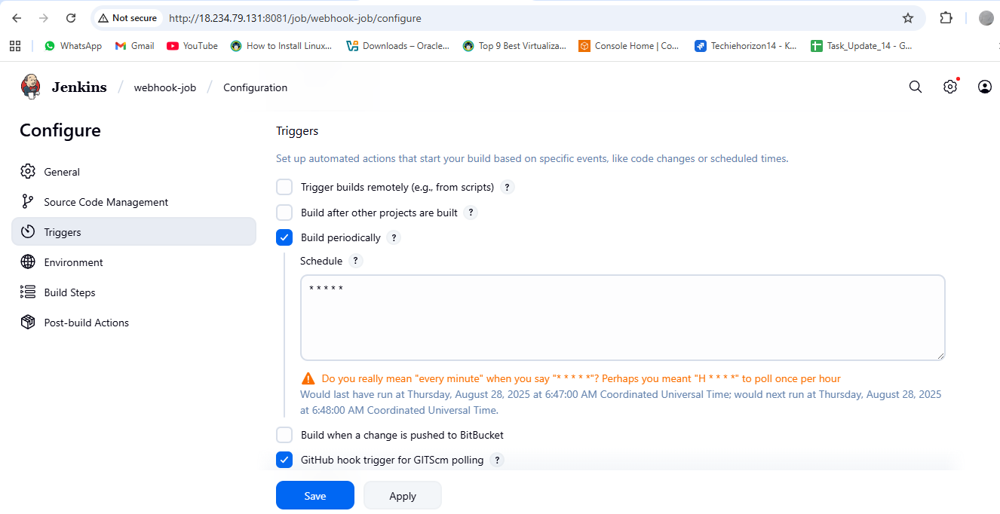 Not secure http://18.234.79.131:8081/job/webhook-job/configure
WhatsApp Gmail YouTube How to Install Linux... Downloads – Oracle... Top 9 Best Virtualiza... Console Home | Co... Techiehorizon14 - K... Task_Update_14 - G...
Jenkins / webhook-job / Configuration
Configure
General
Source Code Management
Triggers
Environment
Build Steps
Post-build Actions
Triggers
Set up automated actions that start your build based on specific events, like code changes or scheduled times.
Trigger builds remotely (e.g., from scripts) ?
Build after other projects are built ?
Build periodically ?
Schedule ?
* * * * *
Do you really mean "every minute" when you say "* * * * *"? Perhaps you meant "H * * * *" to poll once per hour
Would last have run at Thursday, August 28, 2025 at 6:47:00 AM Coordinated Universal Time; would next run at Thursday, August 28, 2025
at 6:48:00 AM Coordinated Universal Time.
Build when a change is pushed to BitBucket
GitHub hook trigger for GITScm polling ?
Save Apply